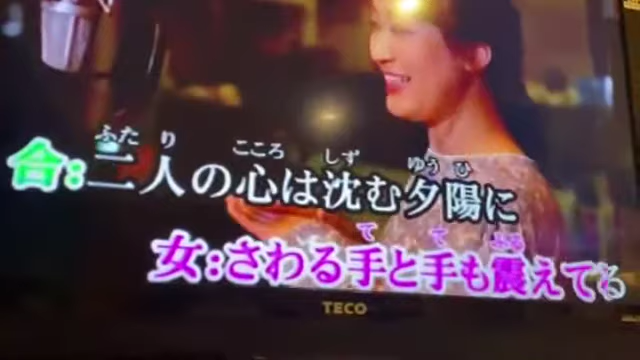 ふたり こころ しず ゆうひ
合:二人の心は沈む夕陽に
て て ふる
女:さわる手と手も震えてる
TECO